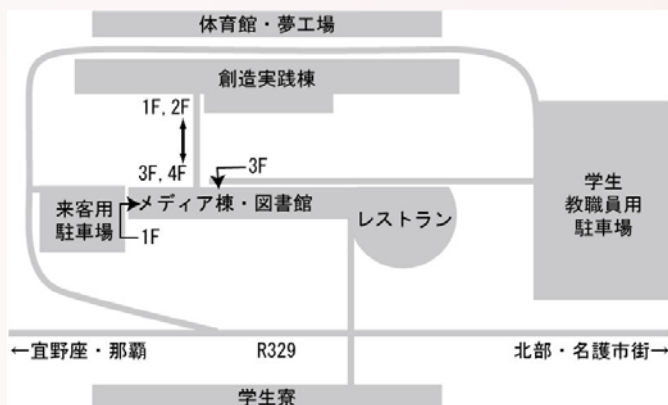 体育館・夢工場
創造実践棟
1F, 2F
3F, 4F
3F
メディア棟・図書館
来客用
駐車場
1F
レストラン
学生
教職員用
駐車場
←宜野座・那覇
R329
北部・名護市街→
学生寮